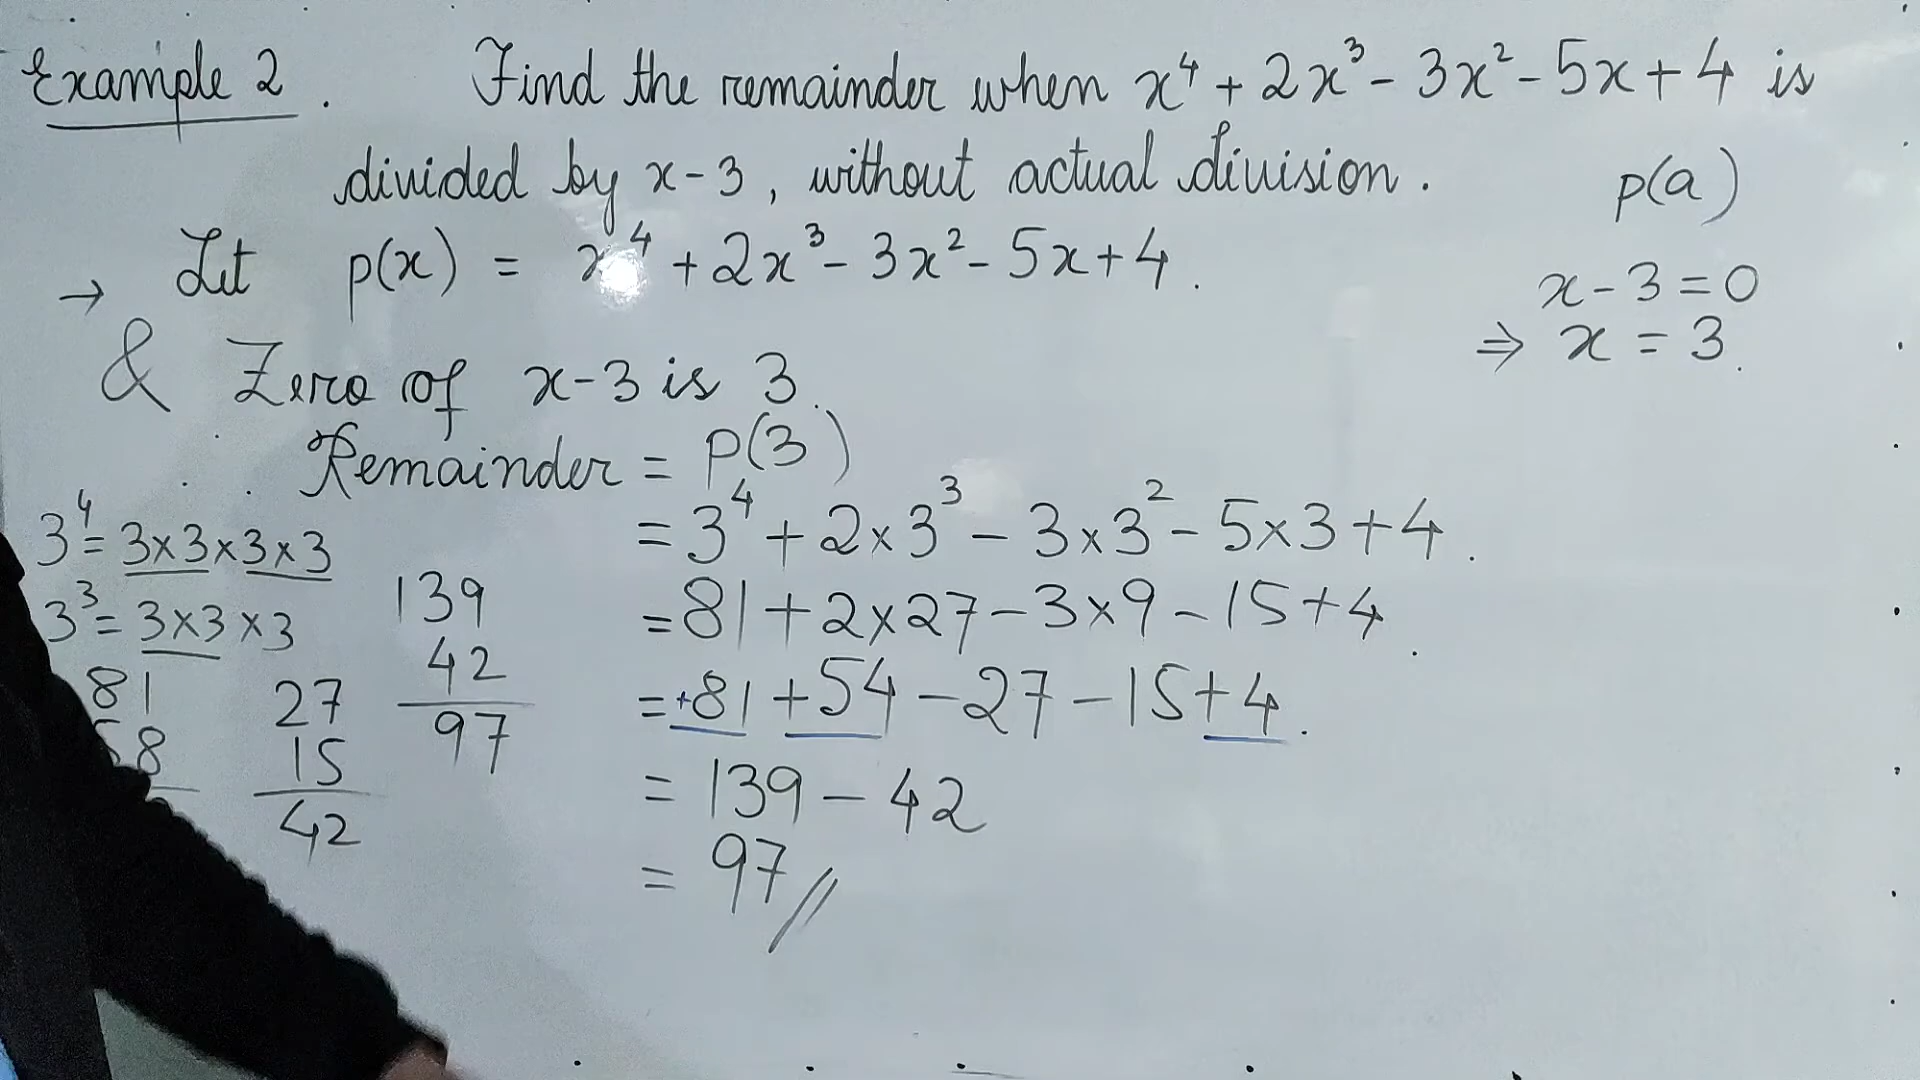 Example 2. Find the remainder when x⁴ + 2x³ - 3x² - 5x + 4 is
divided by x - 3, without actual division.
p(a)
→ Let p(x) = x⁴ + 2x³ - 3x² - 5x + 4.
x - 3 = 0
⇒ x = 3.
& Zero of x - 3 is 3.
Remainder = P(3)
= 3⁴ + 2 × 3³ - 3 × 3² - 5 × 3 + 4.
= 81 + 2 × 27 - 3 × 9 - 15 + 4.
= +81 + 54 - 27 - 15 + 4.
= 139 - 42
= 97 //
3⁴ = 3 × 3 × 3 × 3
3³ = 3 × 3 × 3
81
58
27
15
42
139
42
97